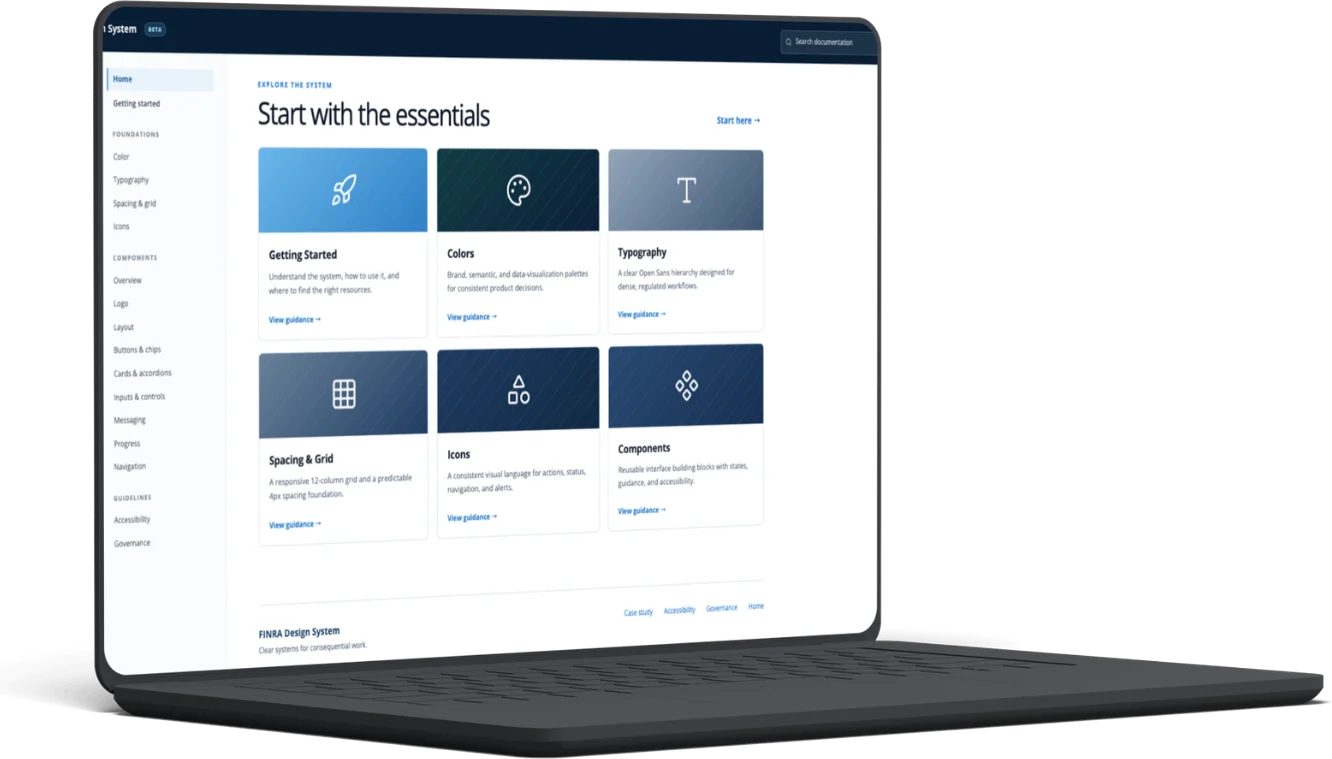 System BETA
Search documentation
Home
Getting started
FOUNDATIONS
Color
Typography
Spacing & grid
Icons
COMPONENTS
Overview
Logo
Layout
Buttons & chips
Cards & accordions
Inputs & controls
Messaging
Progress
Navigation
GUIDELINES
Accessibility
Governance
EXPLORE THE SYSTEM
Start with the essentials
Start here →
Getting Started
Understand the system, how to use it, and
where to find the right resources.
View guidance →
Colors
Brand, semantic, and data-visualization palettes
for consistent product decisions.
View guidance →
Typography
A clear Open Sans hierarchy designed for
dense, regulated workflows.
View guidance →
Spacing & Grid
A responsive 12-column grid and a predictable
4px spacing foundation.
View guidance →
Icons
A consistent visual language for actions, status,
navigation, and alerts.
View guidance →
Components
Reusable interface building blocks with states,
guidance, and accessibility.
View guidance →
Case study
Accessibility
Governance
Home
FINRA Design System
Clear systems for consequential work.